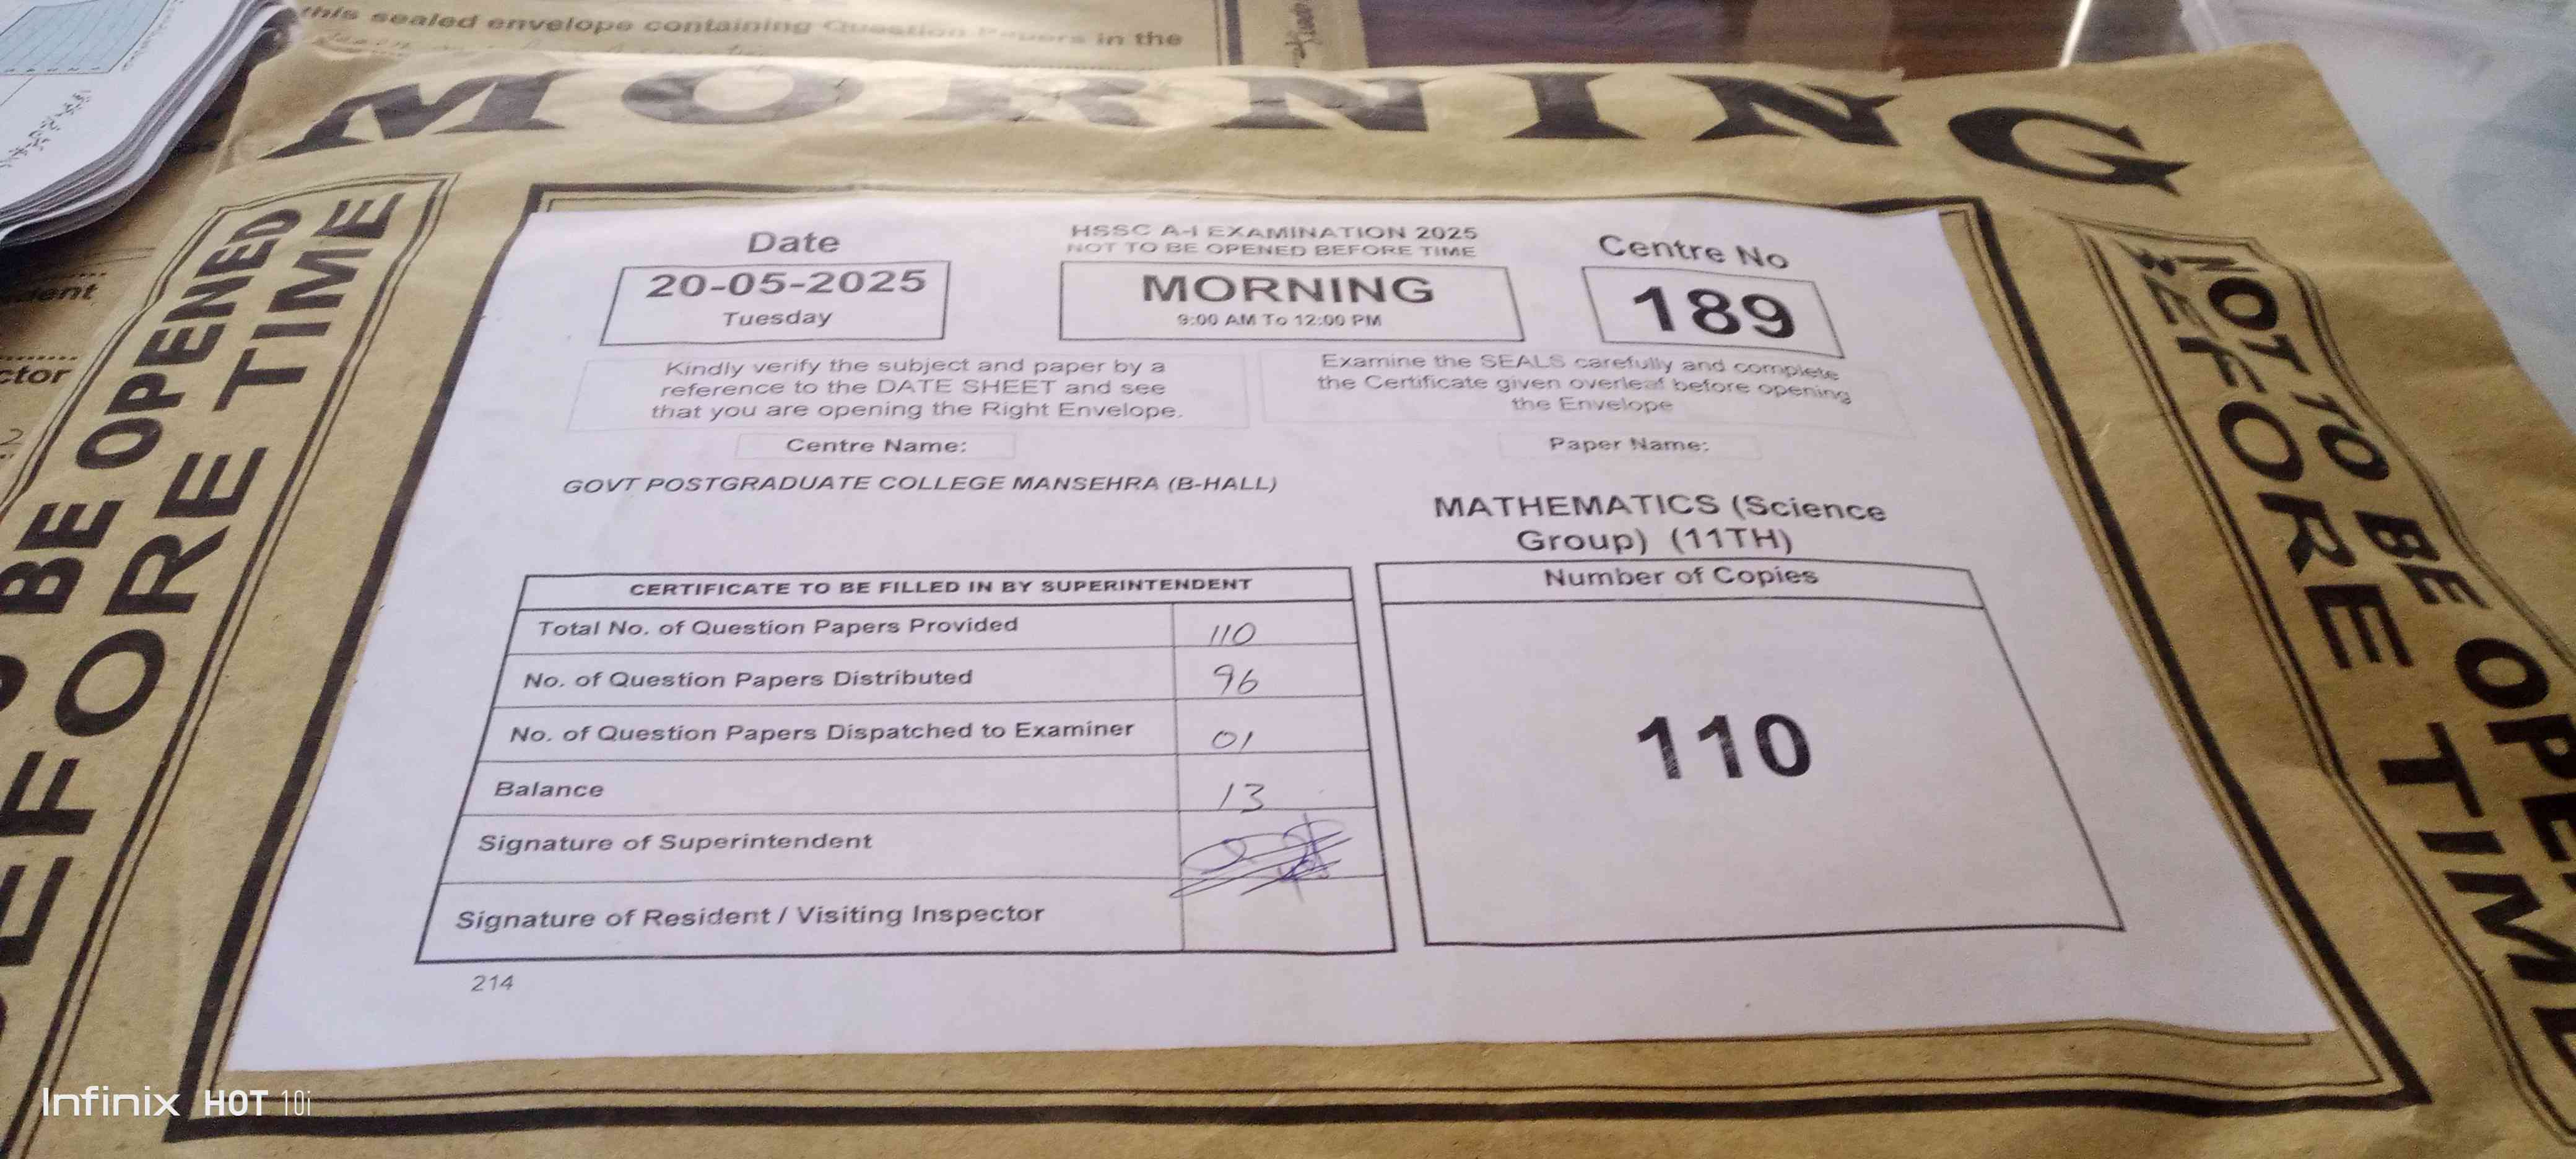 this sealed envelope containing Question Papers in the
MORNING
NOT TO BE OPENED
BEFORE TIME
BE OPENED
BEFORE TIME
dent
ctor
Date
20-05-2025
Tuesday
HSSC A-I EXAMINATION 2025
NOT TO BE OPENED BEFORE TIME
MORNING
9:00 AM To 12:00 PM
Centre No
189
Kindly verify the subject and paper by a
reference to the DATE SHEET and see
that you are opening the Right Envelope.
Examine the SEALS carefully and complete
the Certificate given overleaf before opening
the Envelope
Centre Name:
GOVT POSTGRADUATE COLLEGE MANSEHRA (B-HALL)
Paper Name:
MATHEMATICS (Science
Group) (11TH)
CERTIFICATE TO BE FILLED IN BY SUPERINTENDENT
Total No. of Question Papers Provided 110
No. of Question Papers Distributed 96
No. of Question Papers Dispatched to Examiner 01
Balance 13
Signature of Superintendent
Signature of Resident / Visiting Inspector
Number of Copies
110
214
Infinix HOT 10i